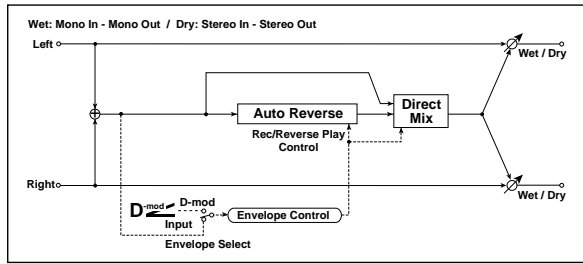 Wet: Mono In - Mono Out / Dry: Stereo In - Stereo Out
Left
Wet / Dry
Auto Reverse
Direct
Mix
Rec/Reverse Play
Control
Right
Wet / Dry
D-mod D-mod
Input
Envelope Control
Envelope Select